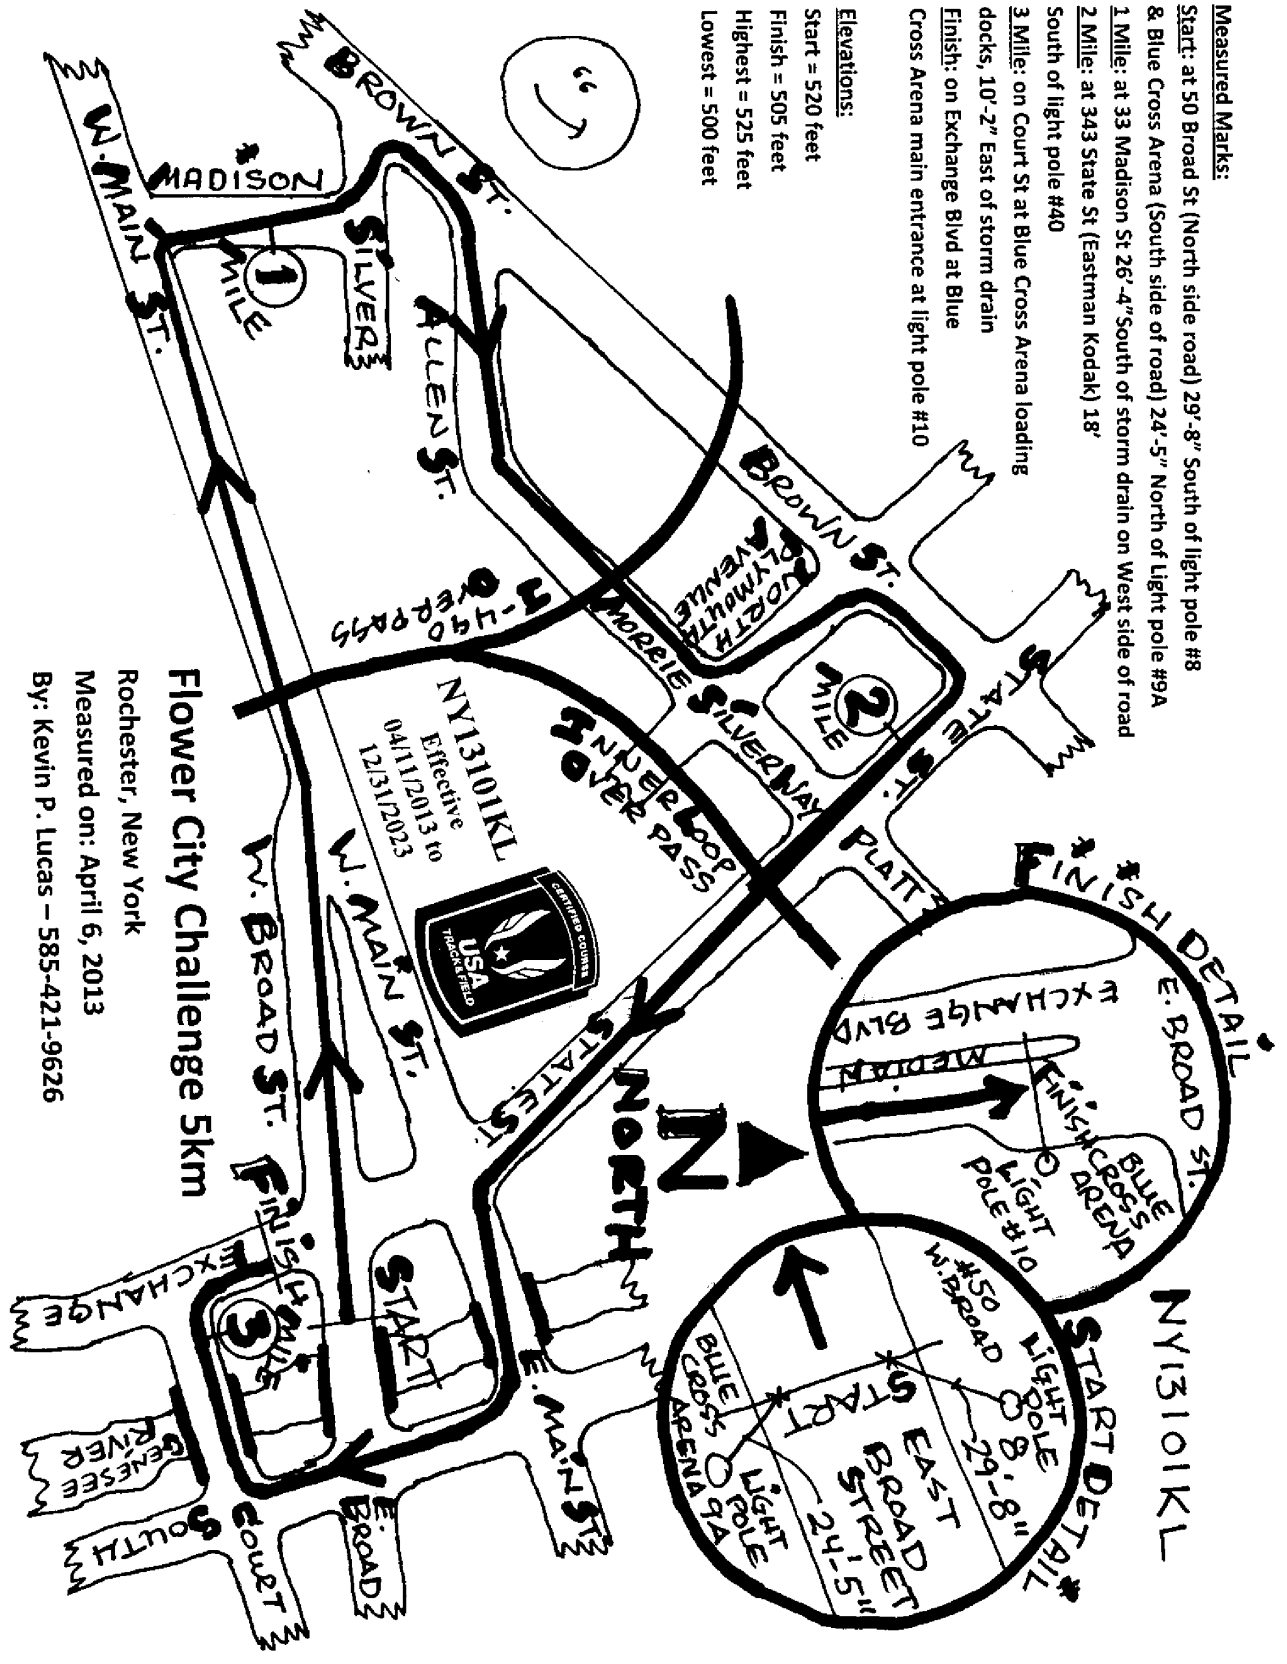 Measured Marks:
Start: at 50 Broad St (North side road) 29'-8" South of light pole #8
& Blue Cross Arena (South side of road) 24'-5" North of Light pole #9A
1 Mile: at 33 Madison St 26'-4"South of storm drain on West side of road
2 Mile: at 343 State St (Eastman Kodak) 18'
South of light pole #40
3 Mile: on Court St at Blue Cross Arena loading
docks, 10'-2" East of storm drain
Finish: on Exchange Blvd at Blue
Cross Arena main entrance at light pole #10
Elevations:
Start = 520 feet
Finish = 505 feet
Highest = 525 feet
Lowest = 500 feet
NY13101KL
FINISH DETAIL
E. BROAD ST.
EXCHANGE BLVD
MEDIAN
FINISH
BLUE
CROSS
ARENA
LIGHT
POLE #10
START DETAIL
#50
W. BROAD
LIGHT
POLE
8
29'-8"
START
EAST
BROAD
STREET
24'-5"
BLUE
CROSS
ARENA
LIGHT
POLE
9A
N
NORTH
BROWN ST.
BROWN ST.
STATE ST.
PLATT
NORTH
PLYMOUTH
AVENUE
MORRIE SILVER WAY
2
MILE
INNER LOOP
OVER PASS
I-490
OVERPASS
ALLEN ST.
SILVER
MADISON
1
MILE
W. MAIN ST.
W. MAIN ST.
W. BROAD ST.
STATE ST.
E. MAIN ST.
START
E.
BROAD
FINISH
3
MILE
EXCHANGE
GENESEE
RIVER
SOUTH
COURT
NY13101KL
Effective
04/11/2013 to
12/31/2023
CERTIFIED COURSE
USA
TRACK & FIELD
Flower City Challenge 5km
Rochester, New York
Measured on: April 6, 2013
By: Kevin P. Lucas – 585-421-9626